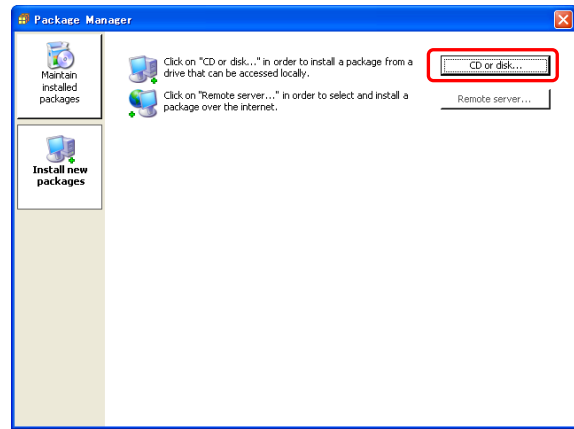 Package Manager
Maintain
installed
packages
Install new
packages
Click on "CD or disk..." in order to install a package from a
drive that can be accessed locally.
CD or disk...
Click on "Remote server..." in order to select and install a
package over the internet.
Remote server...